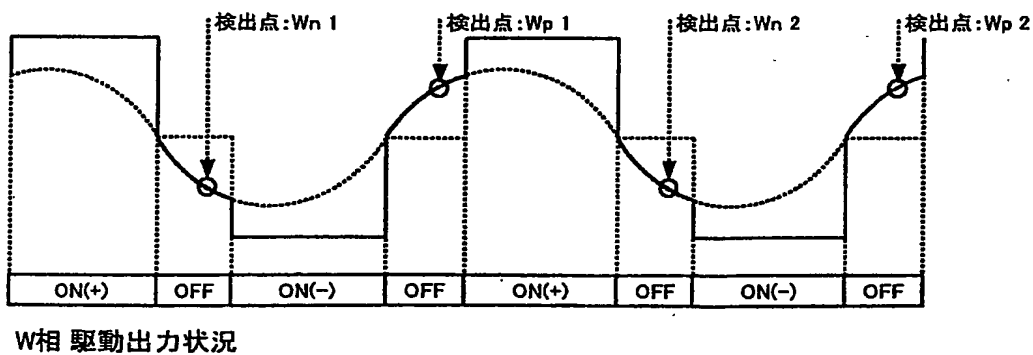 検出点:Wn 1
検出点:Wp 1
検出点:Wn 2
検出点:Wp 2
ON(+) OFF ON(-) OFF ON(+) OFF ON(-) OFF
W相 駆動出力状況